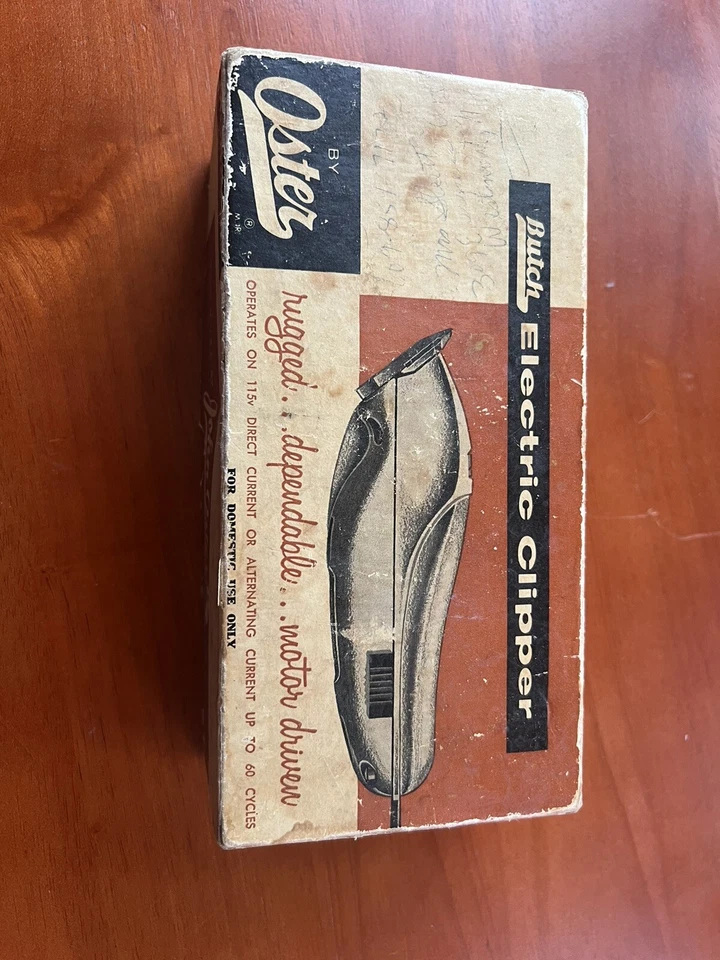 Butch Electric Clipper
BY
Oster
M'F'R ®
rugged...dependable...motor driven
OPERATES ON 115v DIRECT CURRENT OR ALTERNATING CURRENT UP TO 60 CYCLES
FOR DOMESTIC USE ONLY